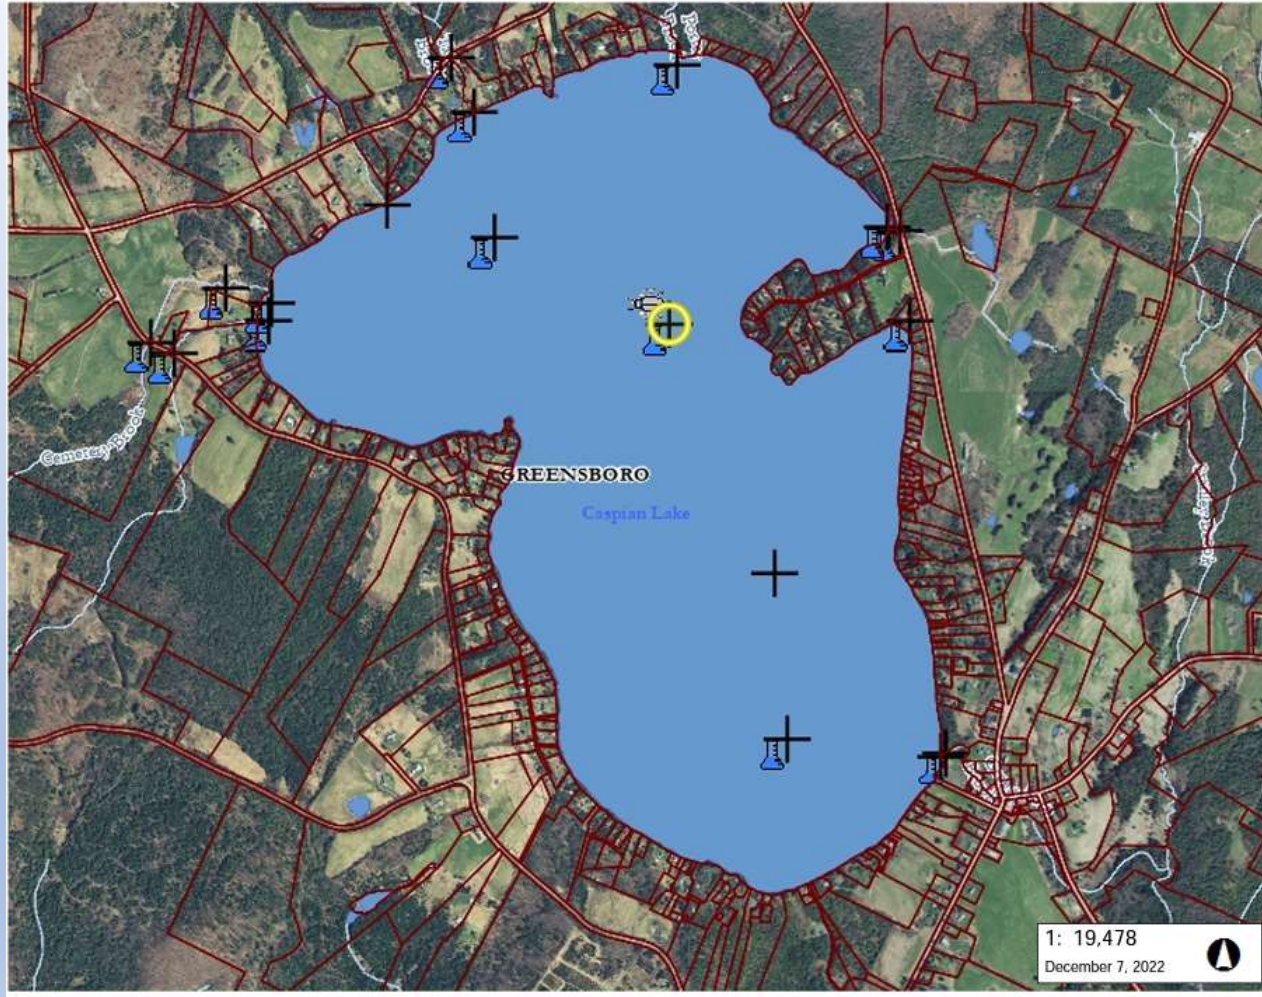 Cemetery Brook
GREENSBORO
Caspian Lake
1: 19,478
December 7, 2022